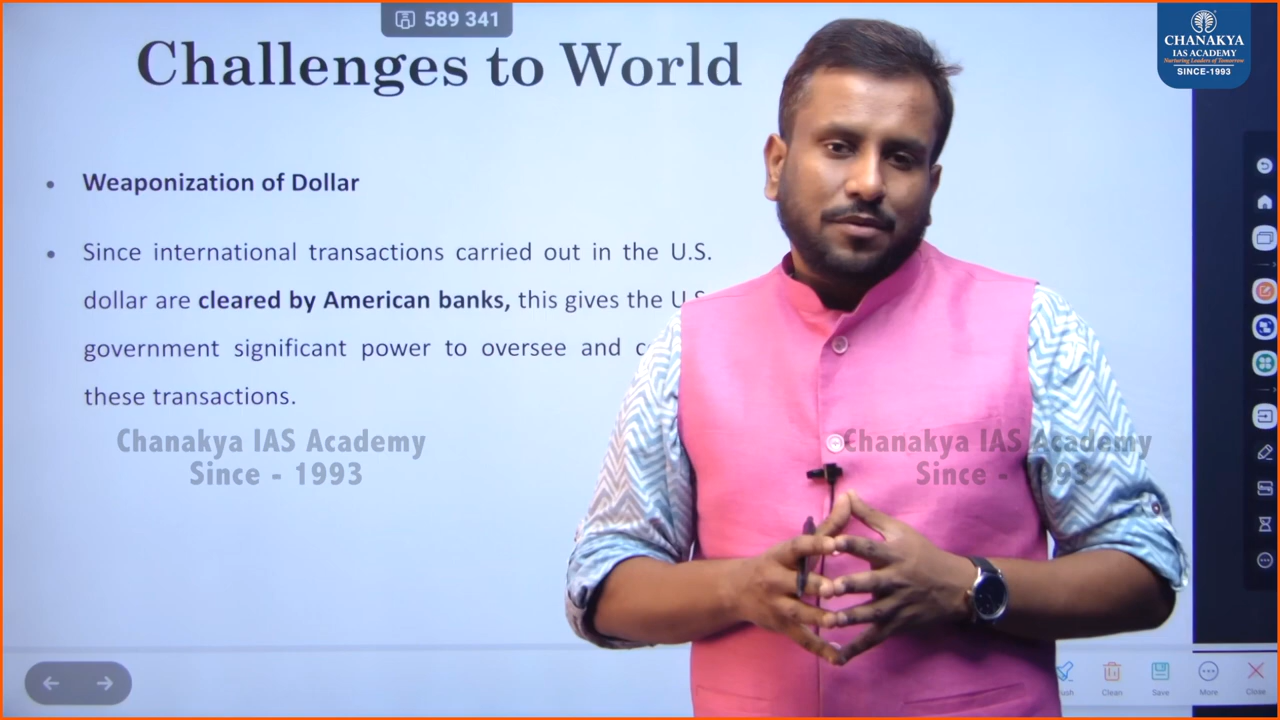 589 341
Challenges to World
CHANAKYA
IAS ACADEMY
Nurturing Leaders of Tomorrow
SINCE-1993
• Weaponization of Dollar
• Since international transactions carried out in the U.S.
dollar are cleared by American banks, this gives the U.S.
government significant power to oversee and
these transactions.
Chanakya IAS Academy
Since - 1993
Chanakya IAS Academy
Since - 1993
Clean
Save
More
Close